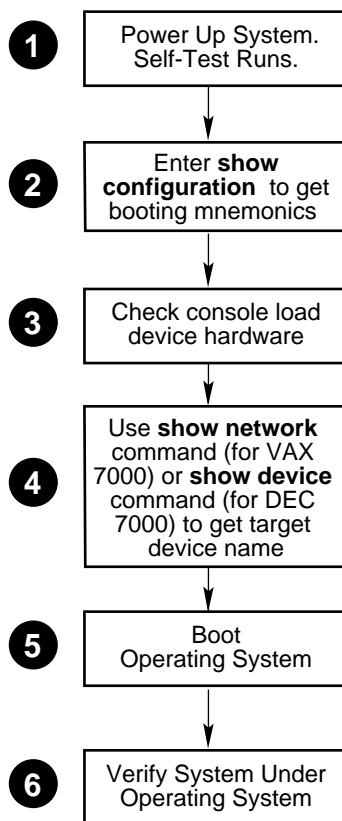 1
Power Up System.
Self-Test Runs.
2
Enter show
configuration to get
booting mnemonics
3
Check console load
device hardware
4
Use show network
command (for VAX
7000) or show device
command (for DEC
7000) to get target
device name
5
Boot
Operating System
6
Verify System Under
Operating System